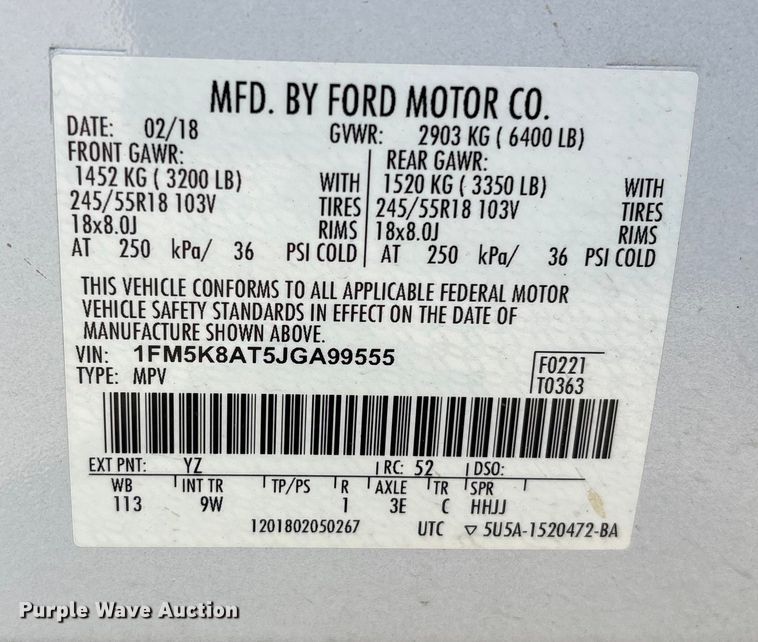 MFD. BY FORD MOTOR CO.
DATE: 02/18 GVWR: 2903 KG ( 6400 LB)
FRONT GAWR: REAR GAWR:
1452 KG ( 3200 LB) WITH 1520 KG ( 3350 LB) WITH
245/55R18 103V TIRES 245/55R18 103V TIRES
18x8.0J RIMS 18x8.0J RIMS
AT 250 kPa/ 36 PSI COLD AT 250 kPa/ 36 PSI COLD
THIS VEHICLE CONFORMS TO ALL APPLICABLE FEDERAL MOTOR
VEHICLE SAFETY STANDARDS IN EFFECT ON THE DATE OF
MANUFACTURE SHOWN ABOVE.
VIN: 1FM5K8AT5JGA99555 F0221
TYPE: MPV T0363
EXT PNT: YZ RC: 52 DSO:
WB INT TR TP/PS R AXLE TR SPR
113 9W 1 3E C HHJJ
1201802050267 UTC ▽ 5U5A-1520472-BA
Purple Wave Auction